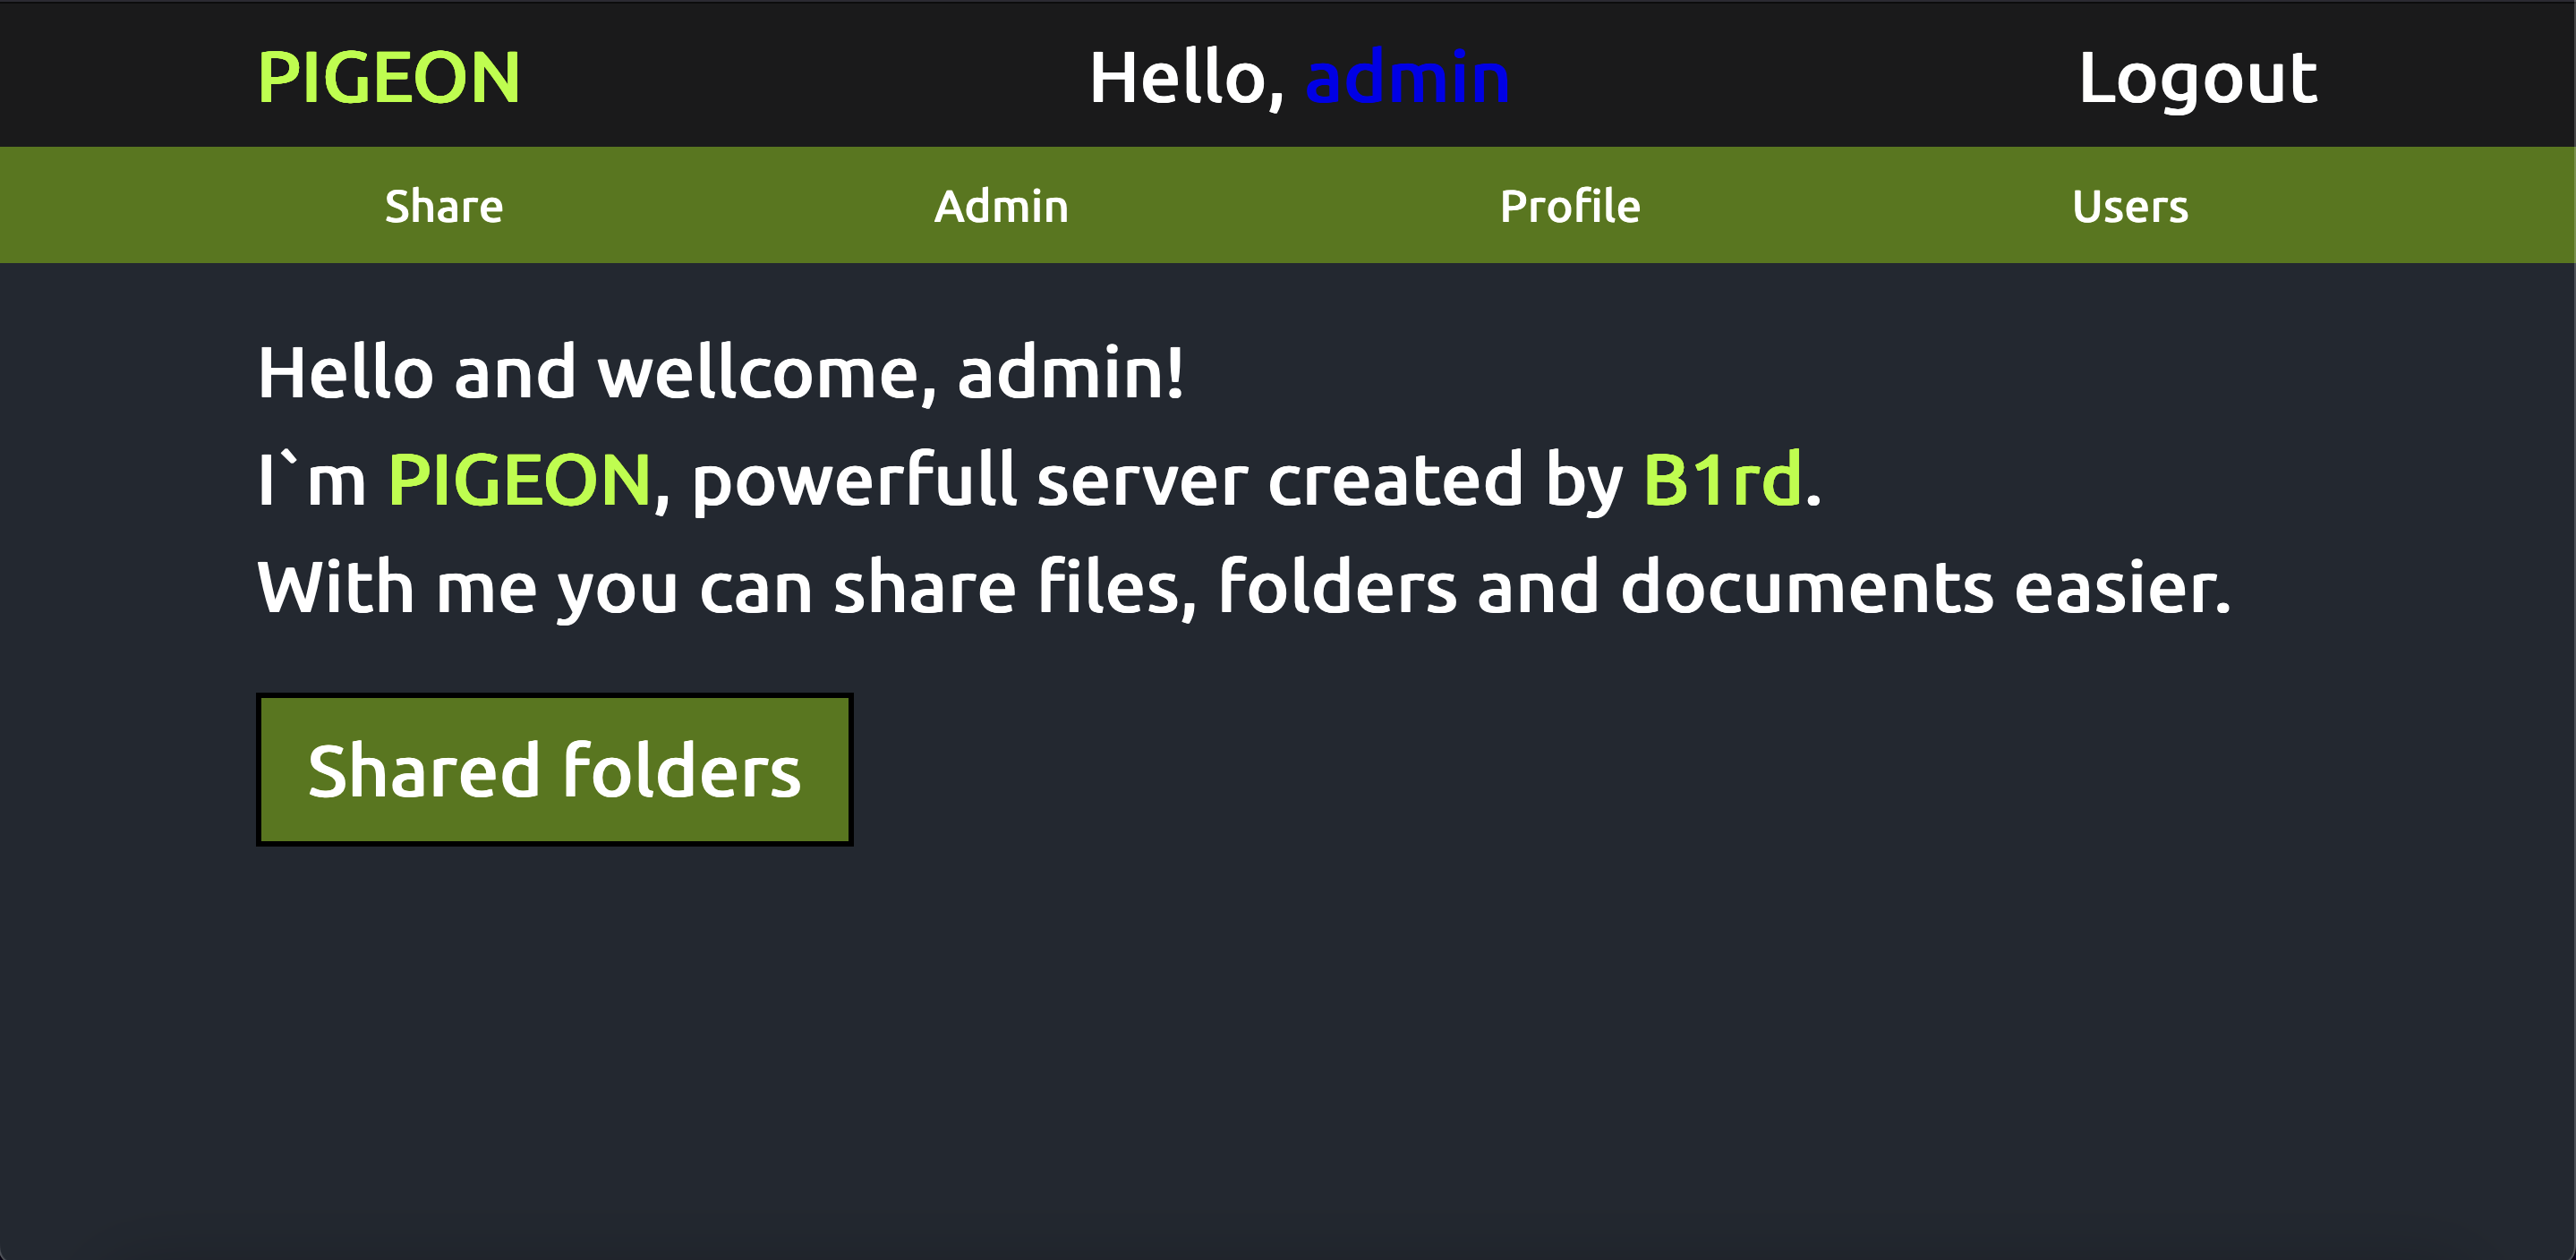 PIGEON Hello, admin Logout
Share Admin Profile Users
Hello and wellcome, admin!
I`m PIGEON, powerfull server created by B1rd.
With me you can share files, folders and documents easier.
Shared folders